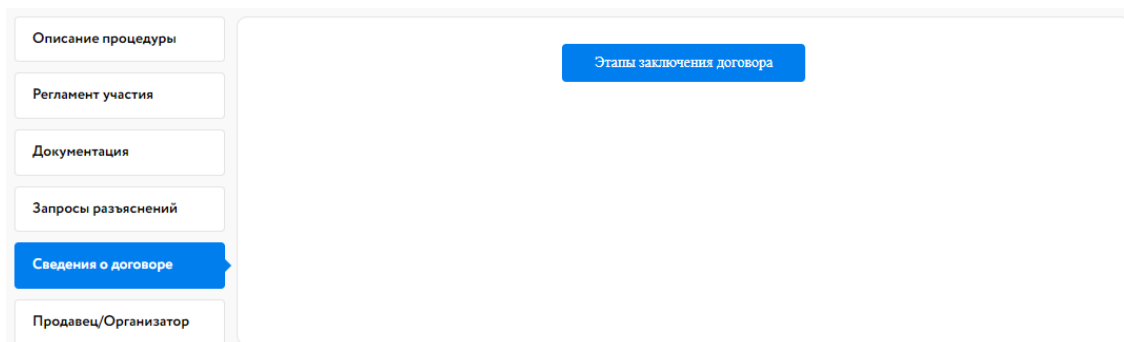 Описание процедуры
Этапы заключения договора
Регламент участия
Документация
Запросы разъяснений
Сведения о договоре
Продавец/Организатор